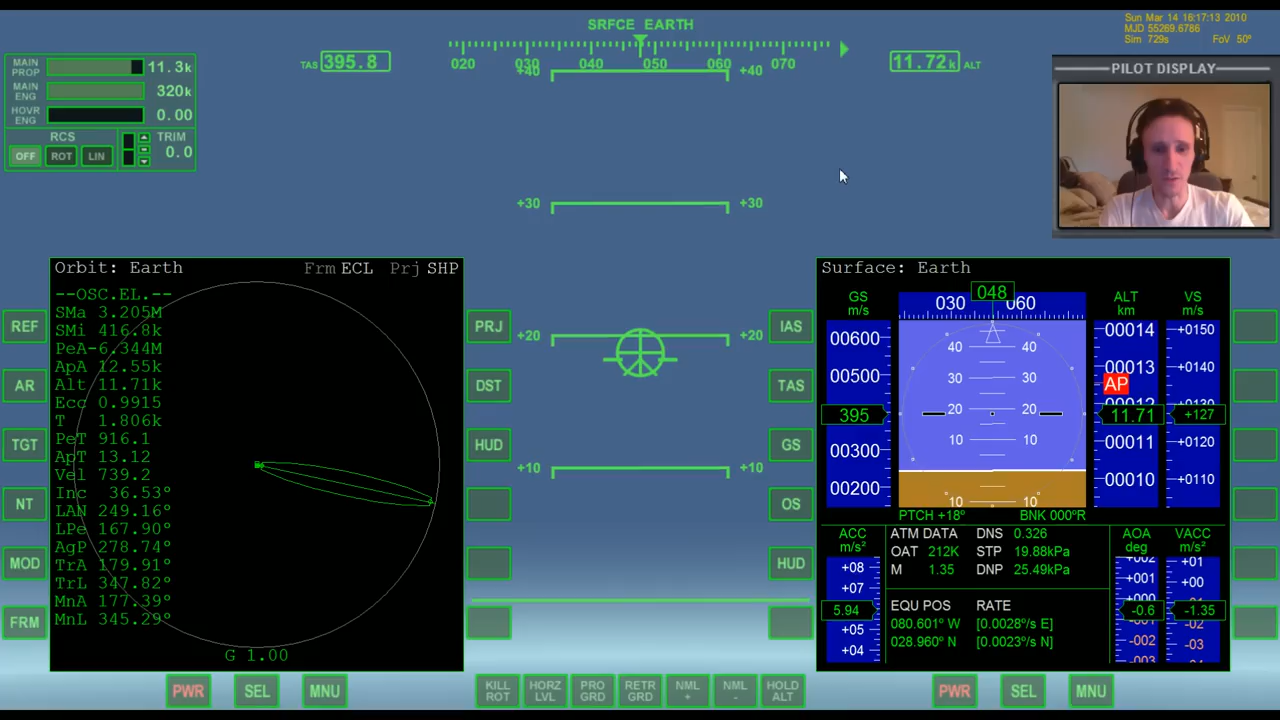 SRFCE EARTH
Sun Mar 14 16:17:13 2010
MJD 55269.6786
Sim 729s FoV 50°
TAS 395.8
020 030 040 050 060 070
11.72k ALT
MAIN PROP 11.3k
MAIN ENG 320k
HOVR ENG 0.00
RCS TRIM
OFF ROT LIN 0.0
PILOT DISPLAY
+40 +40
+30 +30
+20 +20
+10 +10
Orbit: Earth Frm ECL Prj SHP
--OSC.EL.--
SMa 3.205M
SMi 416.8k
PeA-6.344M
ApA 12.55k
Alt 11.71k
Ecc 0.9915
T 1.806k
PeT 916.1
ApT 13.12
Vel 739.2
Inc 36.53°
LAN 249.16°
LPe 167.90°
AgP 278.74°
TrA 179.91°
TrL 347.82°
MnA 177.39°
MnL 345.29°
G 1.00
REF
AR
TGT
NT
MOD
FRM
PRJ
DST
HUD
PWR SEL MNU
KILL ROT
HORZ LVL
PRO GRD
RETR GRD
NML +
NML -
HOLD ALT
IAS
TAS
GS
OS
HUD
Surface: Earth
GS m/s
00600
00500
395
00300
00200
030 048 060
40 40
30 30
20 20
10 10
10 10
PTCH +18° BNK 000°R
ALT km
00014
00013
AP
11.71
00011
00010
VS m/s
+0150
+0140
+127
+0120
+0110
ACC m/s²
+08
+07
5.94
+05
+04
ATM DATA DNS 0.326
OAT 212K STP 19.88kPa
M 1.35 DNP 25.49kPa
EQU POS RATE
080.601° W [0.0028°/s E]
028.960° N [0.0023°/s N]
AOA deg
+002
+001
+000
-0.6
-002
-003
VACC m/s²
+01
+00
-1.35
-02
-03
PWR SEL MNU